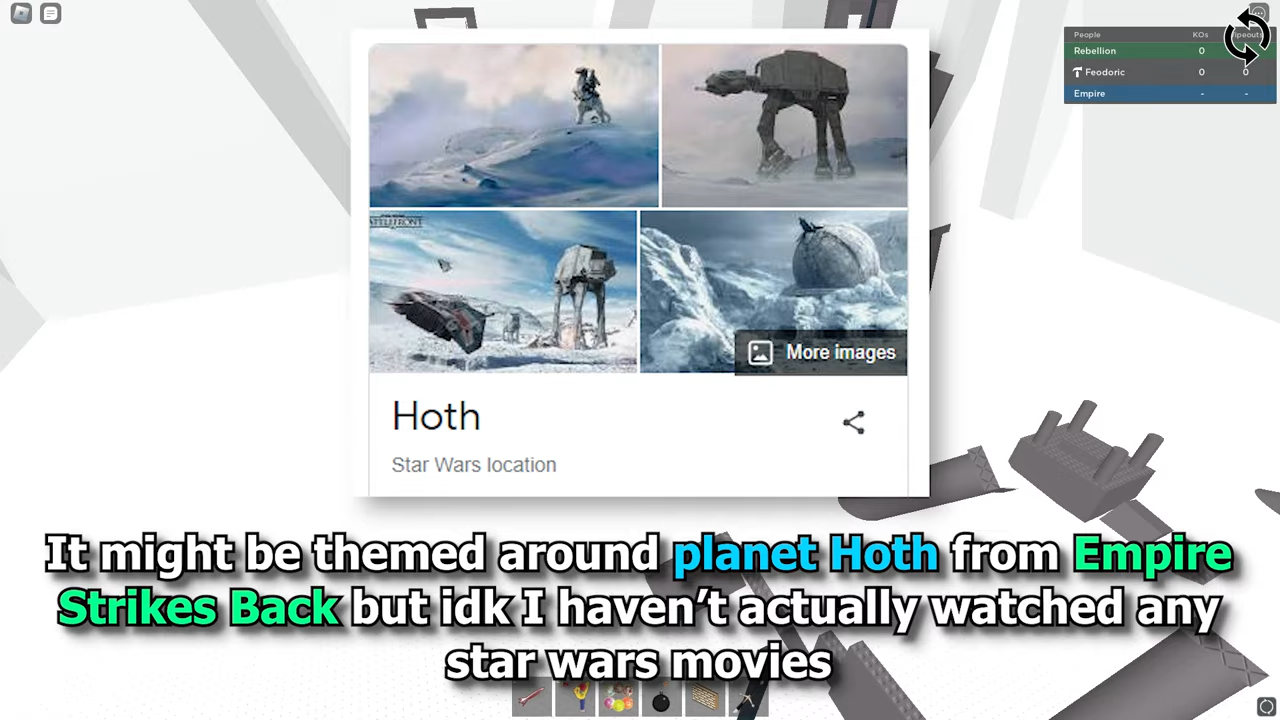 People KOs
Rebellion 0
Feodoric 0 0
Empire - -
More images
Hoth
Star Wars location
It might be themed around planet Hoth from Empire
Strikes Back but idk I haven't actually watched any
star wars movies